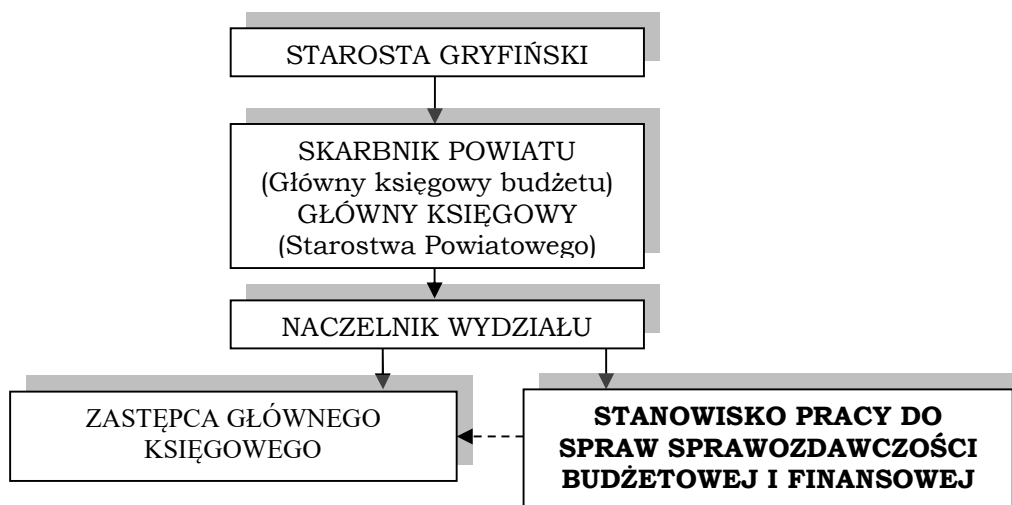 STAROSTA GRYFIŃSKI
SKARBNIK POWIATU
(Główny księgowy budżetu)
GŁÓWNY KSIĘGOWY
(Starostwa Powiatowego)
NACZELNIK WYDZIAŁU
ZASTĘPCA GŁÓWNEGO
KSIĘGOWEGO
STANOWISKO PRACY DO
SPRAW SPRAWOZDAWCZOŚCI
BUDŻETOWEJ I FINANSOWEJ